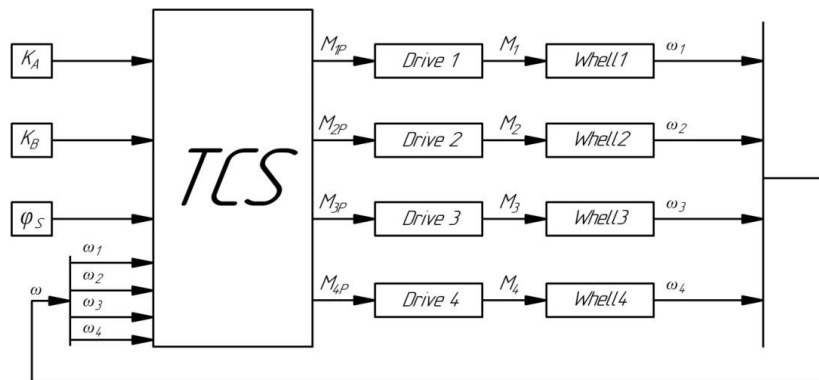 K_A
K_B
φ_S
ω
ω_1
ω_2
ω_3
ω_4
TCS
M_1P Drive 1 M_1 Whell1 ω_1
M_2P Drive 2 M_2 Whell2 ω_2
M_3P Drive 3 M_3 Whell3 ω_3
M_4P Drive 4 M_4 Whell4 ω_4